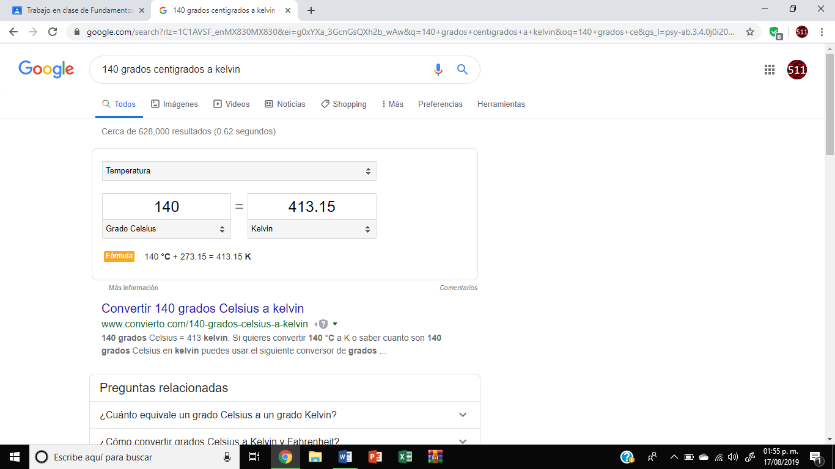 Trabajo en clase de Fundamento
140 grados centigrados a kelvin
google.com/search?rlz=1C1AVSF_enMX830MX830&ei=g0xYXa_3GcnGsQXh2b_wAw&q=140+grados+centigrados+a+kelvin&oq=140+grados+ce&gs_l=psy-ab.3.4.0j0i20...
511
Google
140 grados centigrados a kelvin
511
Todos Imágenes Videos Noticias Shopping Más Preferencias Herramientas
Cerca de 628,000 resultados (0.62 segundos)
Temperatura
140 = 413.15
Grado Celsius Kelvin
Fórmula 140 °C + 273.15 = 413.15 K
Más información Comentarios
Convertir 140 grados Celsius a kelvin
www.convierto.com/140-grados-celsius-a-kelvin
140 grados Celsius = 413 kelvin. Si quieres convertir 140 °C a K o saber cuanto son 140
grados Celsius en kelvin puedes usar el siguiente conversor de grados ...
Preguntas relacionadas
¿Cuánto equivale un grado Celsius a un grado Kelvin?
¿Cómo convertir grados Celsius a Kelvin y Fahrenheit?
Escribe aquí para buscar
01:55 p. m.
17/08/2019
1